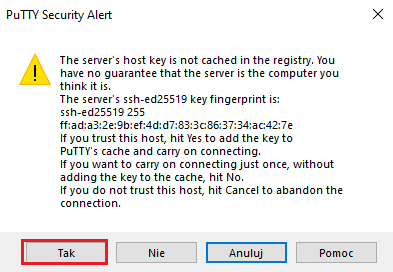 PuTTY Security Alert
The server's host key is not cached in the registry. You
have no guarantee that the server is the computer you
think it is.
The server's ssh-ed25519 key fingerprint is:
ssh-ed25519 255
ff:ad:a3:2e:9b:ef:4d:d7:83:3c:86:37:34:ac:42:7e
If you trust this host, hit Yes to add the key to
PuTTY's cache and carry on connecting.
If you want to carry on connecting just once, without
adding the key to the cache, hit No.
If you do not trust this host, hit Cancel to abandon the
connection.
Tak Nie Anuluj Pomoc